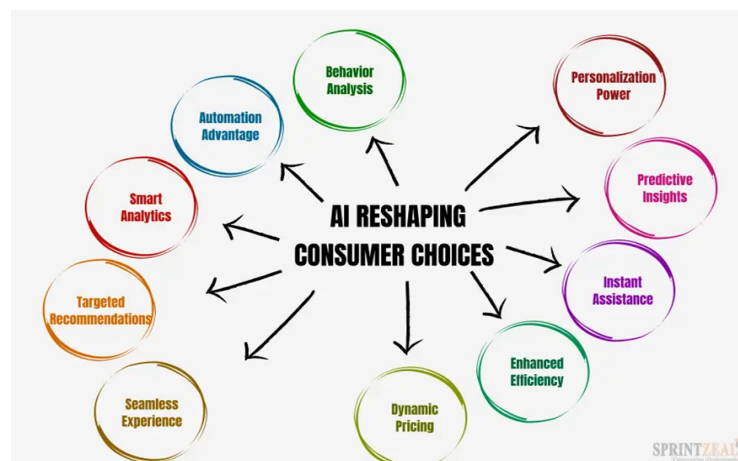 Behavior
Analysis
Personalization
Power
Automation
Advantage
Predictive
Insights
Smart
Analytics
AI RESHAPING
CONSUMER CHOICES
Instant
Assistance
Targeted
Recommendations
Enhanced
Efficiency
Seamless
Experience
Dynamic
Pricing
SPRINTZEAL